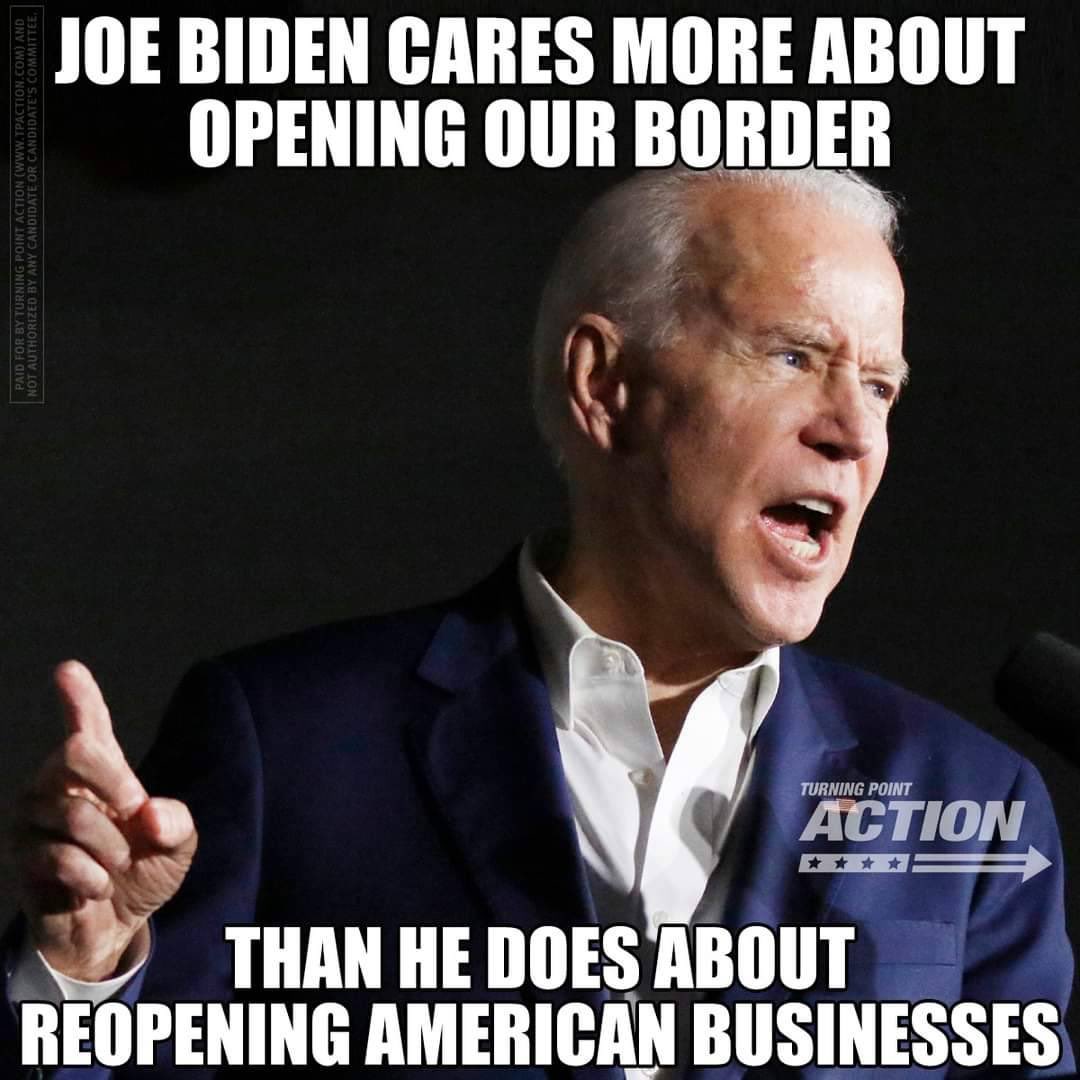 PAID FOR BY TURNING POINT ACTION (WWW.TPACTION.COM) AND
NOT AUTHORIZED BY ANY CANDIDATE OR CANDIDATE'S COMMITTEE.
JOE BIDEN CARES MORE ABOUT
OPENING OUR BORDER
TURNING POINT
ACTION
THAN HE DOES ABOUT
REOPENING AMERICAN BUSINESSES